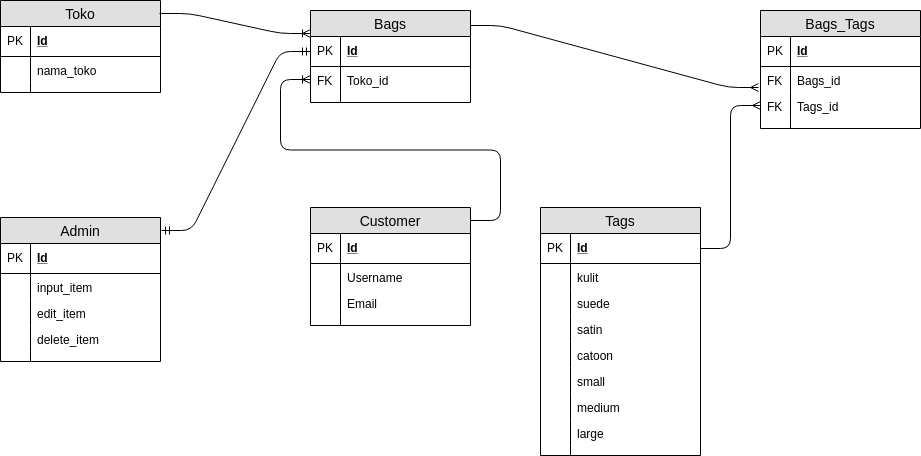 Toko
PK Id
nama_toko
Bags
PK Id
FK Toko_id
Bags_Tags
PK Id
FK Bags_id
FK Tags_id
Admin
PK Id
input_item
edit_item
delete_item
Customer
PK Id
Username
Email
Tags
PK Id
kulit
suede
satin
catoon
small
medium
large